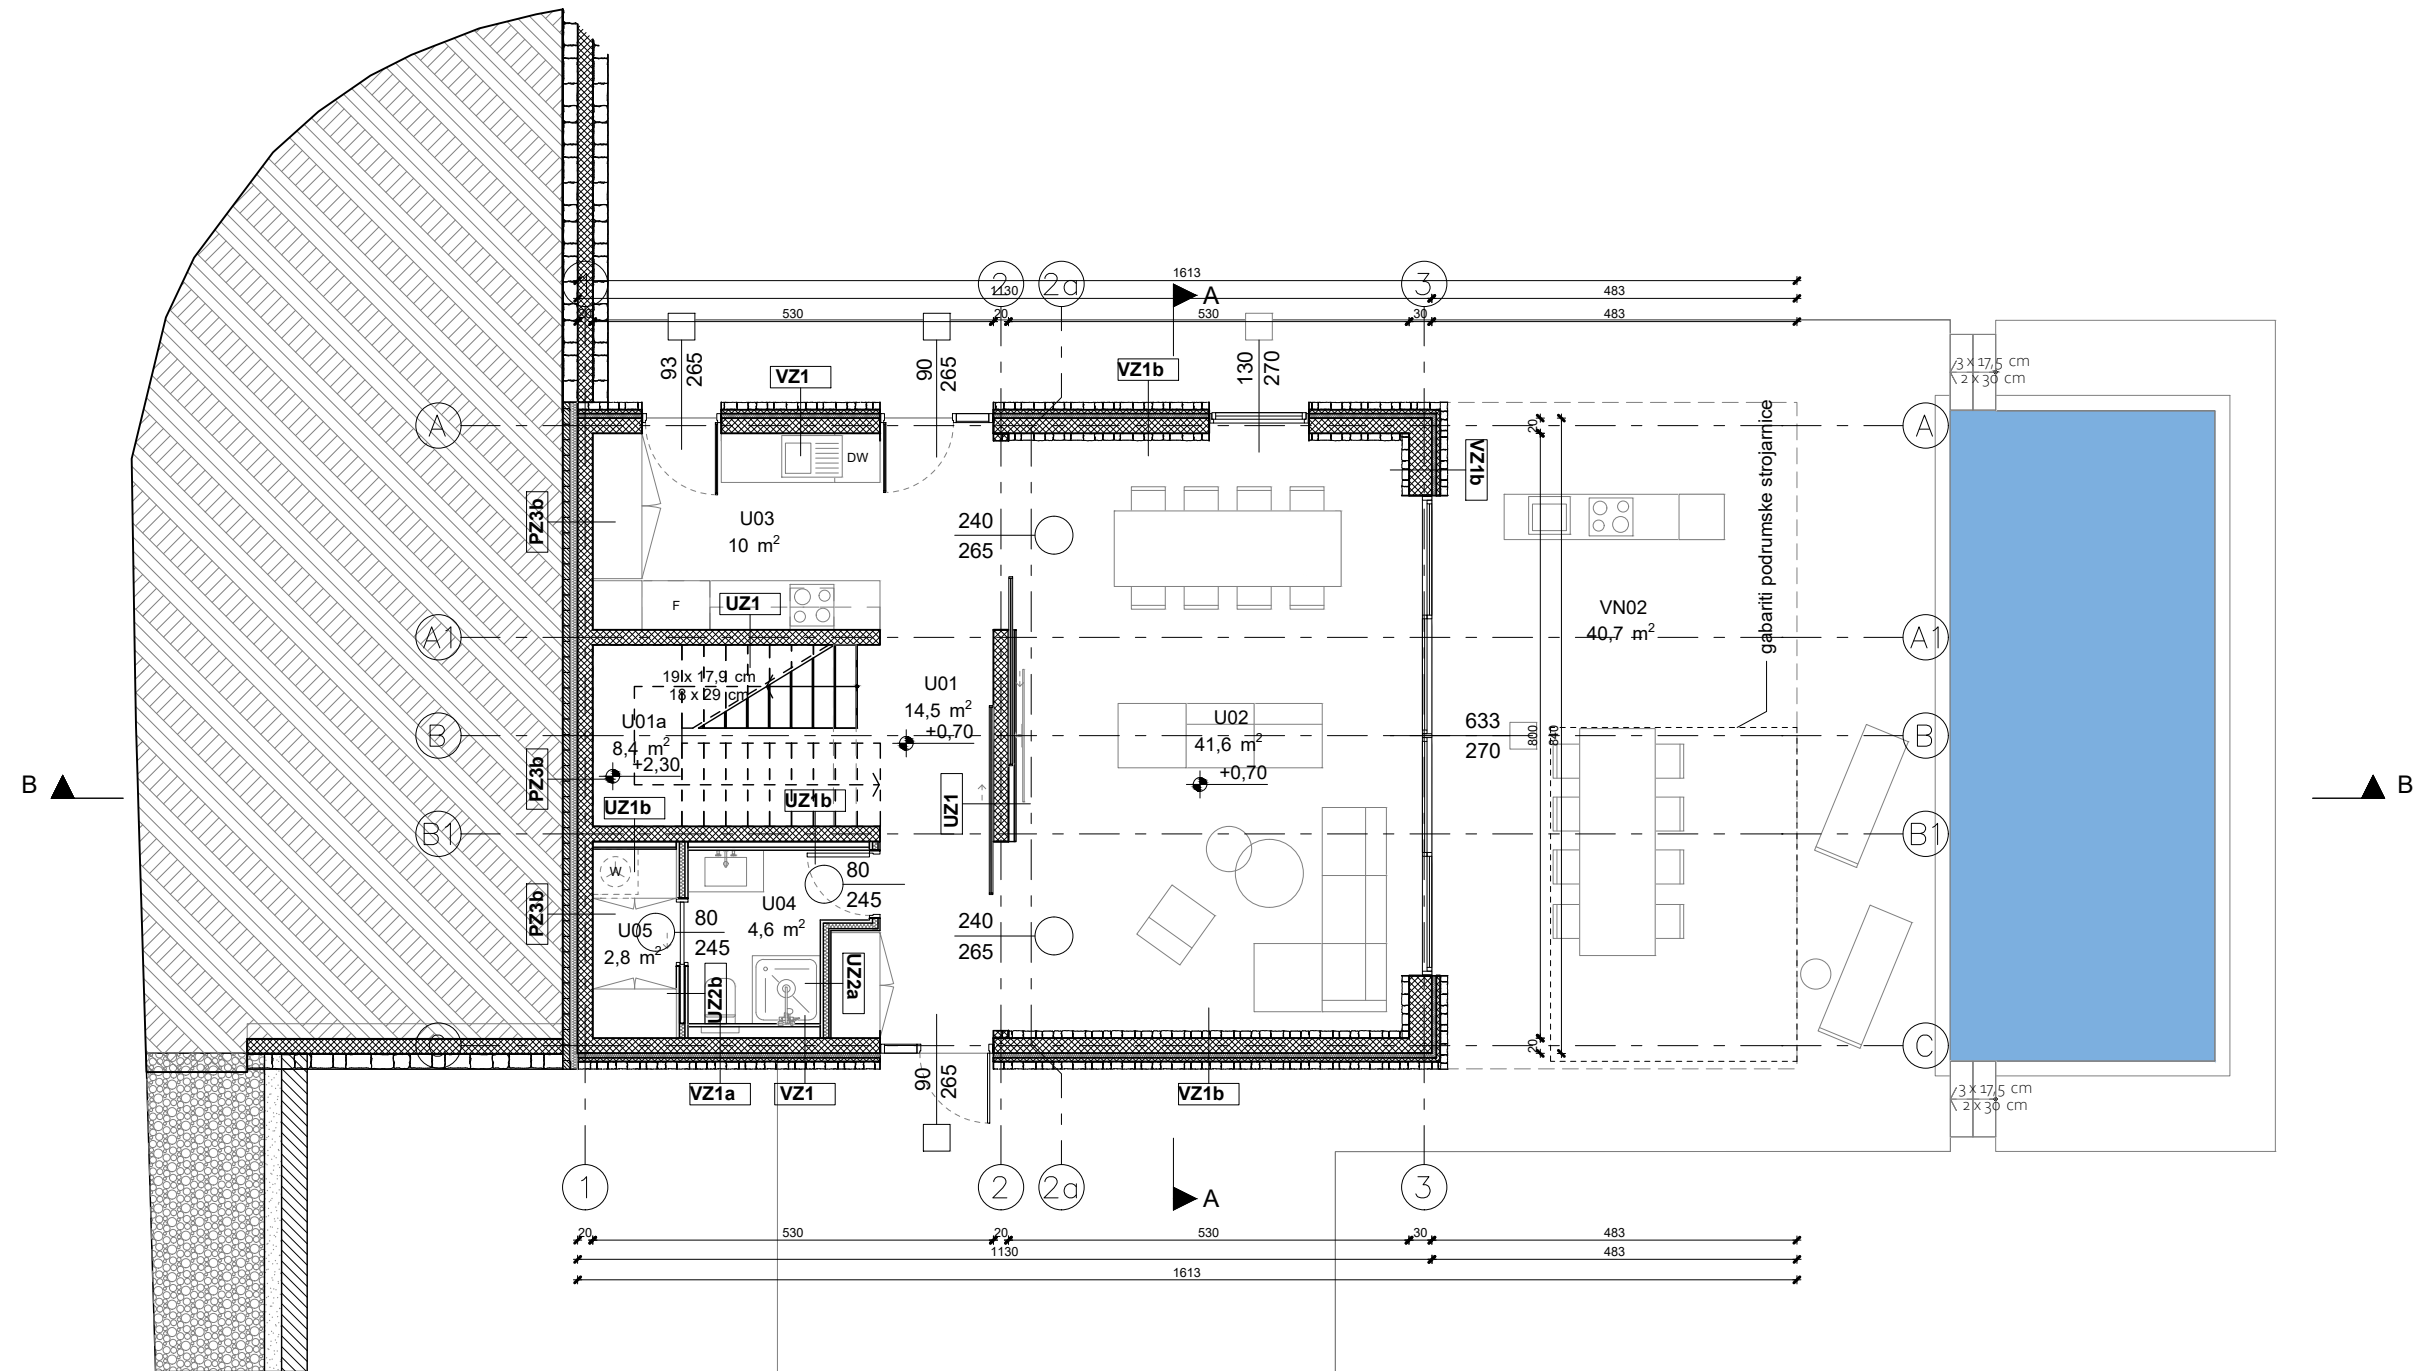 1613
2
2a
3
1130
A
483
20
530
20
530
30
483
93
265
VZ1
90
265
VZ1b
130
270
3 x 17,5 cm
2 x 30 cm
A
A
VZ1b
DW
PZ3b
U03
10 m²
240
265
gabariti podrumske strojarnice
F
UZ1
VN02
40,7 m²
A1
A1
19 x 17,9 cm
18 x 29 cm
U01
14,5 m²
+0,70
U01a
8,4 m²
+2,30
U02
41,6 m²
+0,70
633
270
800
840
20
20
B
B
B
B
PZ3b
UZ1b
UZ1b
UZ1
B1
B1
W
80
245
PZ3b
U04
4,6 m²
U05
2,8 m²
80
245
240
265
UZ2b
UZ2a
C
C
90
265
VZ1a
VZ1
VZ1b
3 x 17,5 cm
2 x 30 cm
1
2
2a
A
3
20
530
20
530
30
483
1130
483
1613